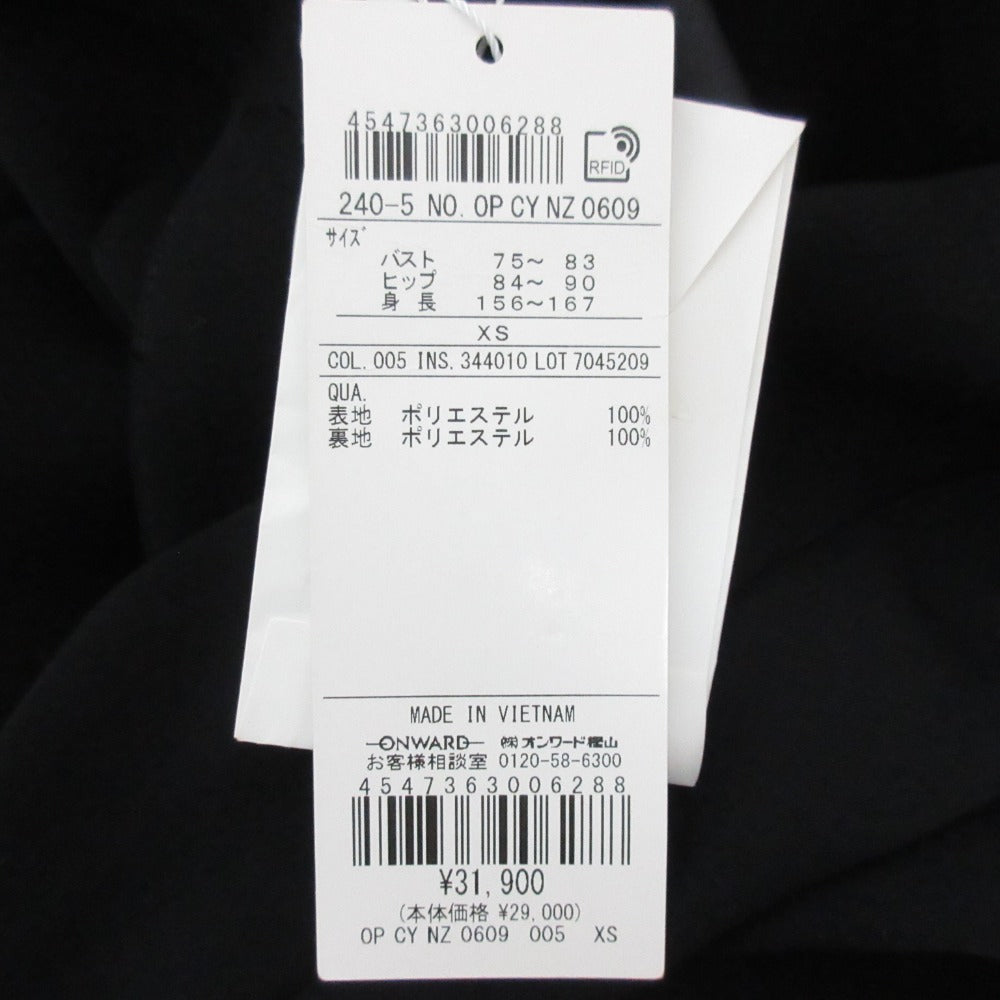 4547363006288
RFID
240-5 NO. OP CY NZ 0609
サイズ
バスト 75～ 83
ヒップ 84～ 90
身 長 156～167
XS
COL. 005 INS. 344010 LOT 7045209
QUA.
表地 ポリエステル 100%
裏地 ポリエステル 100%
MADE IN VIETNAM
ONWARD ㈱オンワード樫山
お客様相談室 0120-58-6300
4547363006288
¥31,900
(本体価格 ¥29,000)
OP CY NZ 0609 005 XS